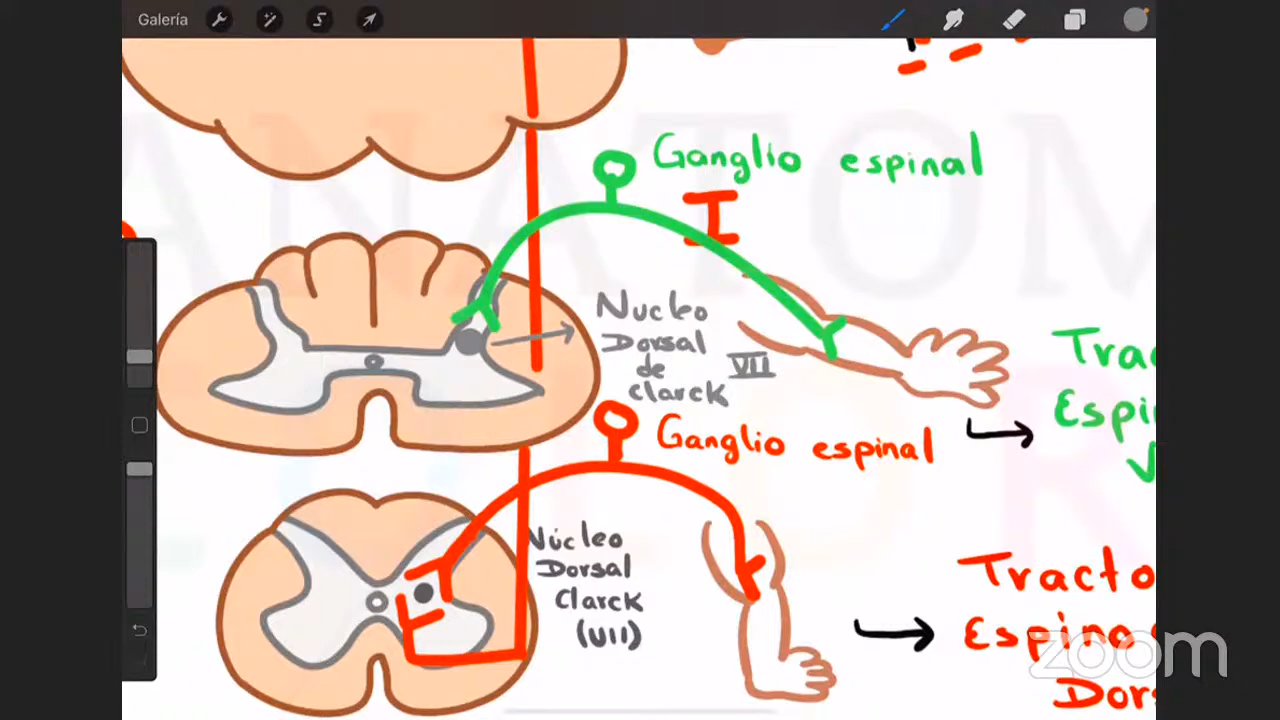 Galería
ANATOM
Ganglio espinal
I
Nucleo
Dorsal
de
Clarck
VII
Ganglio espinal
Trac
Espi
Núcleo
Dorsal
Clarck
(VII)
Tracto
Espino
Dors
zoom